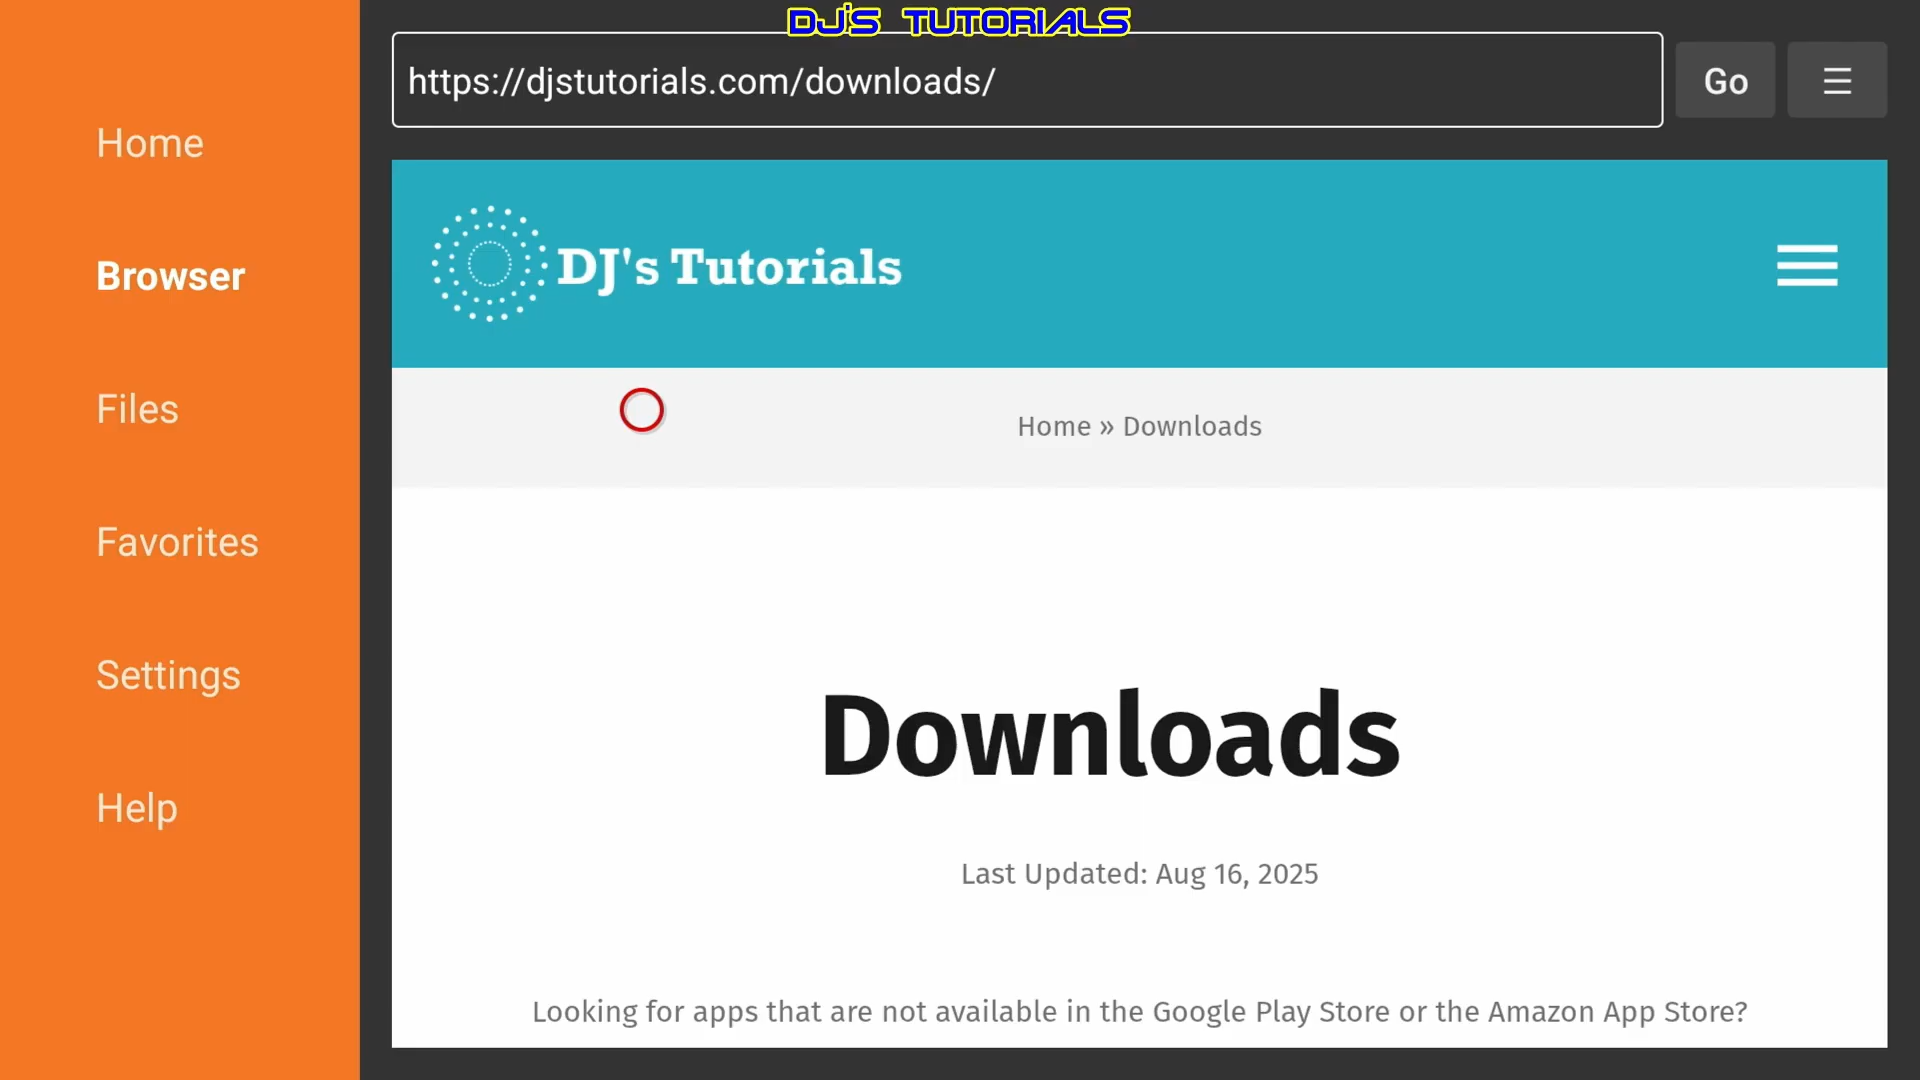 DJ'S TUTORIALS
https://djstutorials.com/downloads/
Go
Home
Browser
Files
Favorites
Settings
Help
DJ's Tutorials
Home » Downloads
Downloads
Last Updated: Aug 16, 2025
Looking for apps that are not available in the Google Play Store or the Amazon App Store?